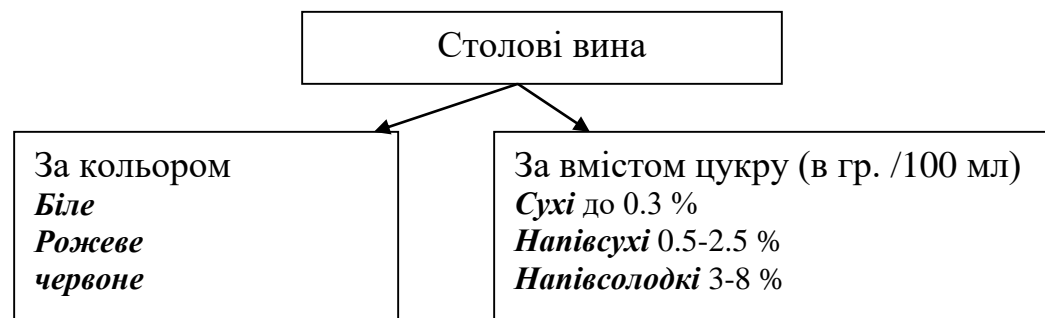 Столові вина
За кольором
Біле
Рожеве
червоне
За вмістом цукру (в гр. /100 мл)
Сухі до 0.3 %
Напівсухі 0.5-2.5 %
Напівсолодкі 3-8 %